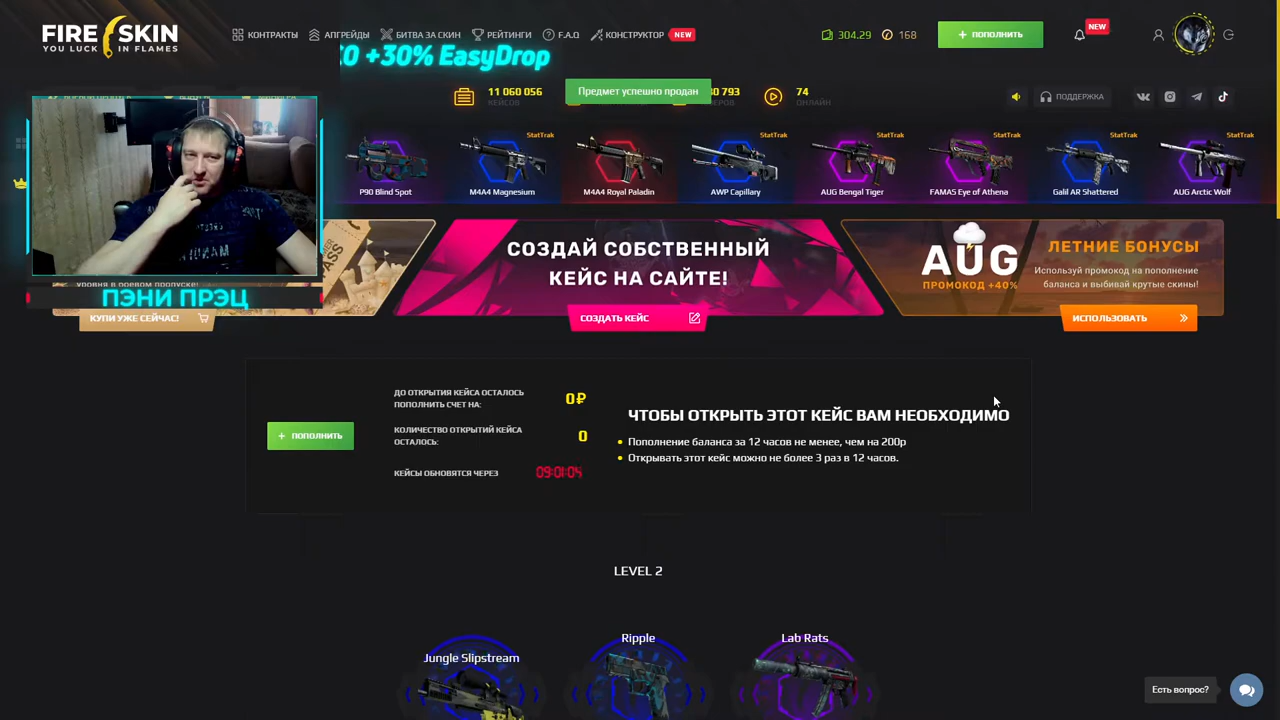 FIRE SKIN
YOU LUCK IN FLAMES
КОНТРАКТЫ
АПГРЕЙДЫ
БИТВА ЗА СКИН
РЕЙТИНГИ
F.A.Q
КОНСТРУКТОР
NEW
304.29
168
+ ПОПОЛНИТЬ
NEW
+30% EasyDrop
11 060 056
КЕЙСОВ
Предмет успешно продан
793
74
ОНЛАЙН
ПОДДЕРЖКА
P90 Blind Spot
StatTrak
M4A4 Magnesium
M4A4 Royal Paladin
StatTrak
AWP Capillary
StatTrak
AUG Bengal Tiger
StatTrak
FAMAS Eye of Athena
StatTrak
Galil AR Shattered
StatTrak
AUG Arctic Wolf
ПЭНИ ПРЭЦ
PASS
КУПИ УЖЕ СЕЙЧАС!
СОЗДАЙ СОБСТВЕННЫЙ
КЕЙС НА САЙТЕ!
СОЗДАТЬ КЕЙС
AUG
ПРОМОКОД +40%
ЛЕТНИЕ БОНУСЫ
Используй промокод на пополнение
баланса и выбивай крутые скины!
ИСПОЛЬЗОВАТЬ
+ ПОПОЛНИТЬ
ДО ОТКРЫТИЯ КЕЙСА ОСТАЛОСЬ
ПОПОЛНИТЬ СЧЕТ НА:
0₽
КОЛИЧЕСТВО ОТКРЫТИЙ КЕЙСА
ОСТАЛОСЬ:
0
КЕЙСЫ ОБНОВЯТСЯ ЧЕРЕЗ
09:01:04
ЧТОБЫ ОТКРЫТЬ ЭТОТ КЕЙС ВАМ НЕОБХОДИМО
Пополнение баланса за 12 часов не менее, чем на 200р
Открывать этот кейс можно не более 3 раз в 12 часов.
LEVEL 2
Jungle Slipstream
Ripple
Lab Rats
Есть вопрос?